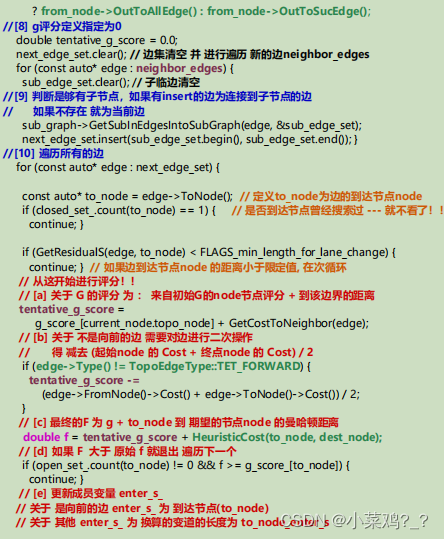 ? from_node->OutToAllEdge() : from_node->OutToSucEdge();
//[8] g评分定义指定为0
double tentative_g_score = 0.0;
next_edge_set.clear(); // 边集清空 并 进行遍历 新的边neighbor_edges
for (const auto* edge : neighbor_edges) {
sub_edge_set.clear(); // 子临边清空
//[9] 判断是够有子节点，如果有insert的边为连接到子节点的边
// 如果不存在 就为当前边
sub_graph->GetSubInEdgesIntoSubGraph(edge, &sub_edge_set);
next_edge_set.insert(sub_edge_set.begin(), sub_edge_set.end()); }
//[10] 遍历所有的边
for (const auto* edge : next_edge_set) {
const auto* to_node = edge->ToNode(); // 定义to_node为边的到达节点node
if (closed_set_.count(to_node) == 1) { // 是否到达节点曾经搜索过 --- 就不看了！！
continue; }
if (GetResidualS(edge, to_node) < FLAGS_min_length_for_lane_change) {
continue; } // 如果边到达节点node 的距离小于限定值, 在次循环
// 从这开始进行评分！！
// [a] 关于 G 的评分 为 ： 来自初始G的node节点评分 + 到该边界的距离
tentative_g_score =
g_score_[current_node.topo_node] + GetCostToNeighbor(edge);
// [b] 关于 不是向前的边 需要对边进行二次操作
// 得 减去 (起始node 的 Cost + 终点node 的 Cost) / 2
if (edge->Type() != TopoEdgeType::TET_FORWARD) {
tentative_g_score -=
(edge->FromNode()->Cost() + edge->ToNode()->Cost()) / 2;
}
// [c] 最终的F 为 g + to_node 到 期望的节点node 的曼哈顿距离
double f = tentative_g_score + HeuristicCost(to_node, dest_node);
// [d] 如果 F 大于 原始 f 就退出 遍历下一个
if (open_set_.count(to_node) != 0 && f >= g_score_[to_node]) {
continue; }
// [e] 更新成员变量 enter_s_
// 关于 是向前的边 enter_s_ 为 到达节点(to_node)
// 关于 其他 enter_s_ 为 换算的变道的长度为 to_node_enter_s
CSDN @小菜鸡?_?